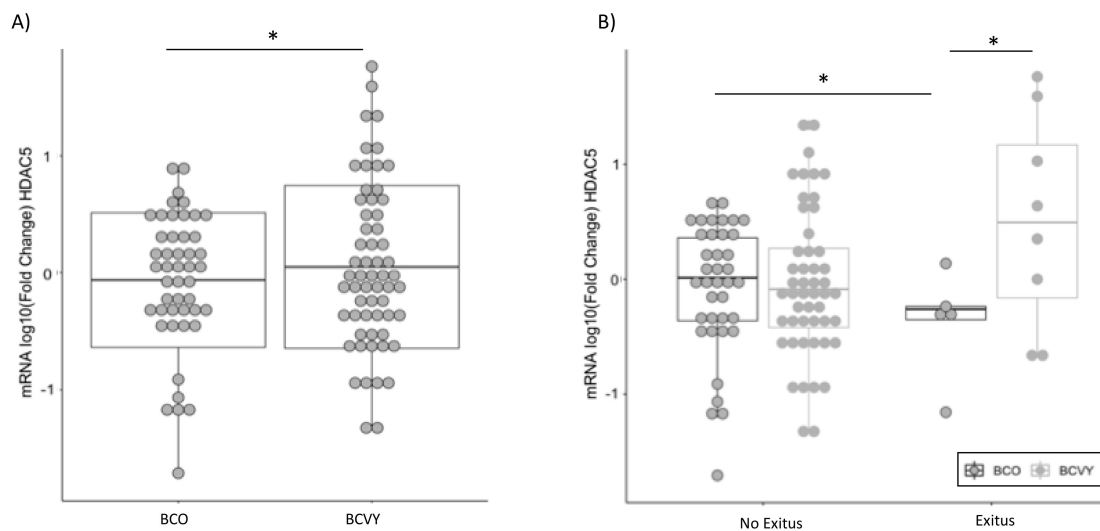 A)
*
mRNA log10(Fold Change) HDAC5
1
0
-1
BCO BCVY
B)
*
*
mRNA log10(Fold Change) HDAC5
1
0
-1
BCO BCVY
No Exitus Exitus